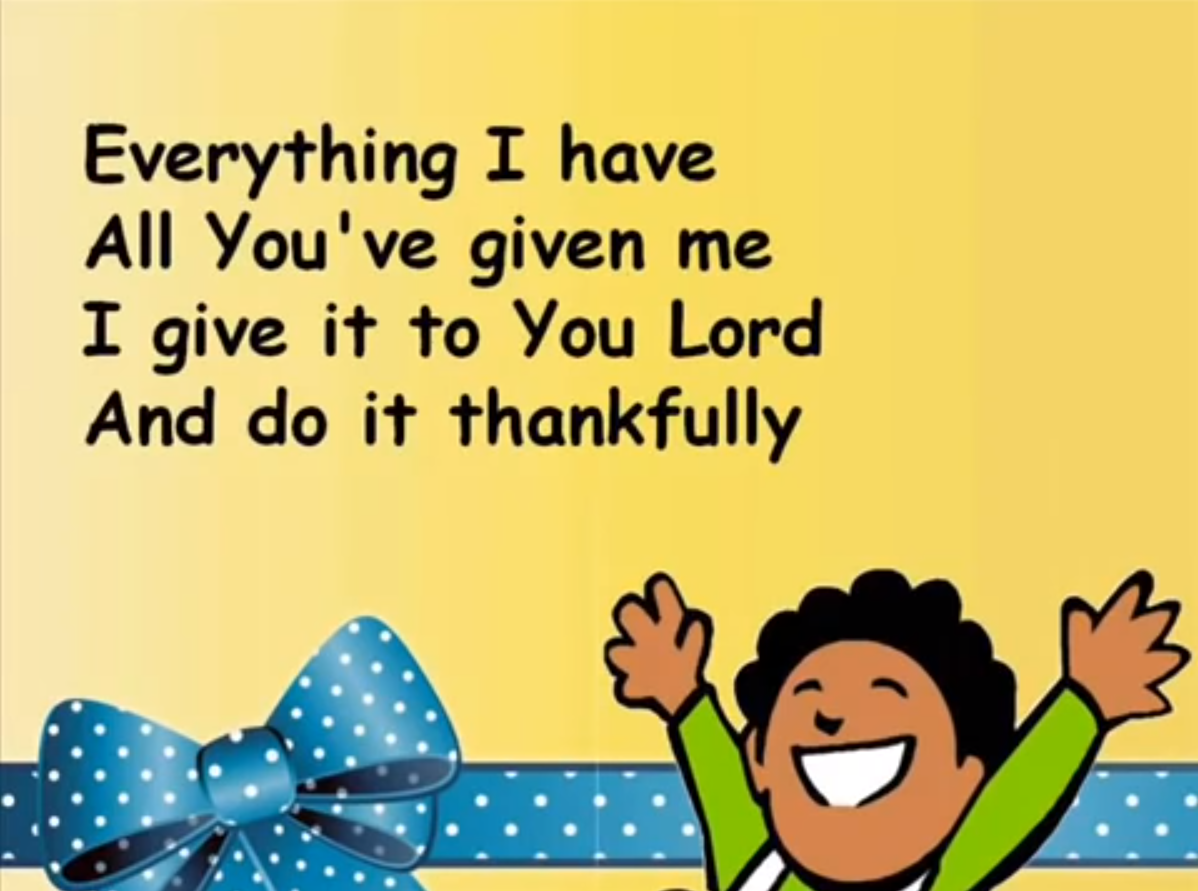 Everything I have
All You've given me
I give it to You Lord
And do it thankfully